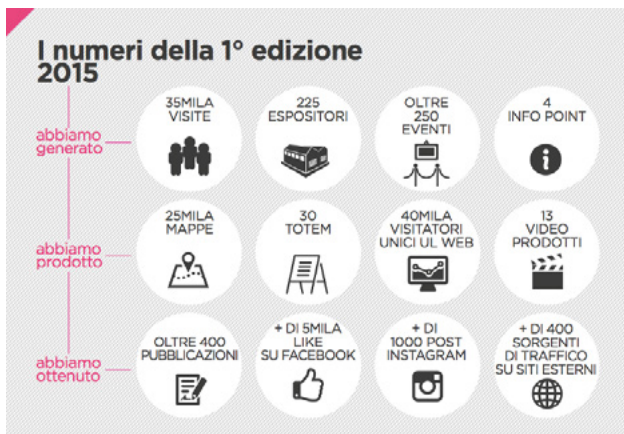 I numeri della 1° edizione
2015
abbiamo
generato
35MILA
VISITE
225
ESPOSITORI
OLTRE
250
EVENTI
4
INFO POINT
abbiamo
prodotto
25MILA
MAPPE
30
TOTEM
40MILA
VISITATORI
UNICI UL WEB
13
VIDEO
PRODOTTI
abbiamo
ottenuto
OLTRE 400
PUBBLICAZIONI
+ DI 5MILA
LIKE
SU FACEBOOK
+ DI
1000 POST
INSTAGRAM
+ DI 400
SORGENTI
DI TRAFFICO
SU SITI ESTERNI